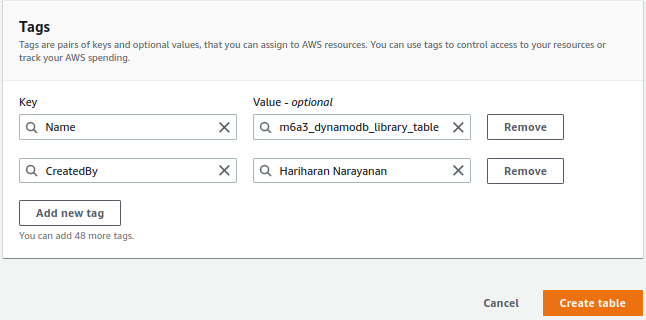 Tags
Tags are pairs of keys and optional values, that you can assign to AWS resources. You can use tags to control access to your resources or
track your AWS spending.
Key Value - optional
Name m6a3_dynamodb_library_table Remove
CreatedBy Hariharan Narayanan Remove
Add new tag
You can add 48 more tags.
Cancel Create table